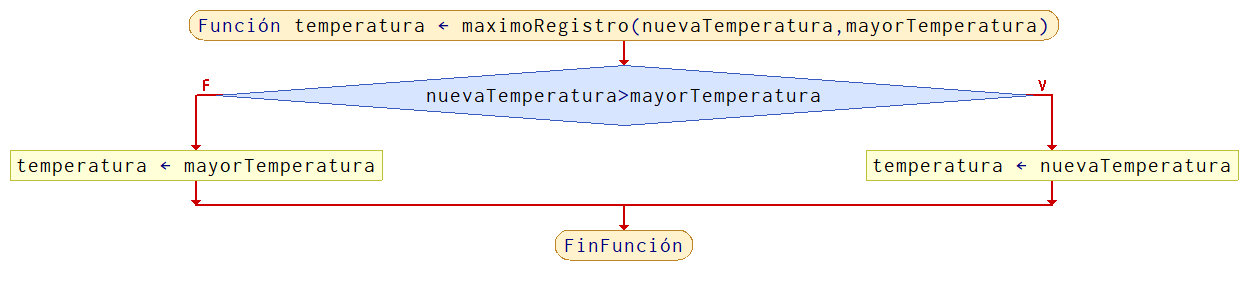 Función temperatura ← maximoRegistro(nuevaTemperatura,mayorTemperatura)
F
V
nuevaTemperatura>mayorTemperatura
temperatura ← mayorTemperatura
temperatura ← nuevaTemperatura
FinFunción